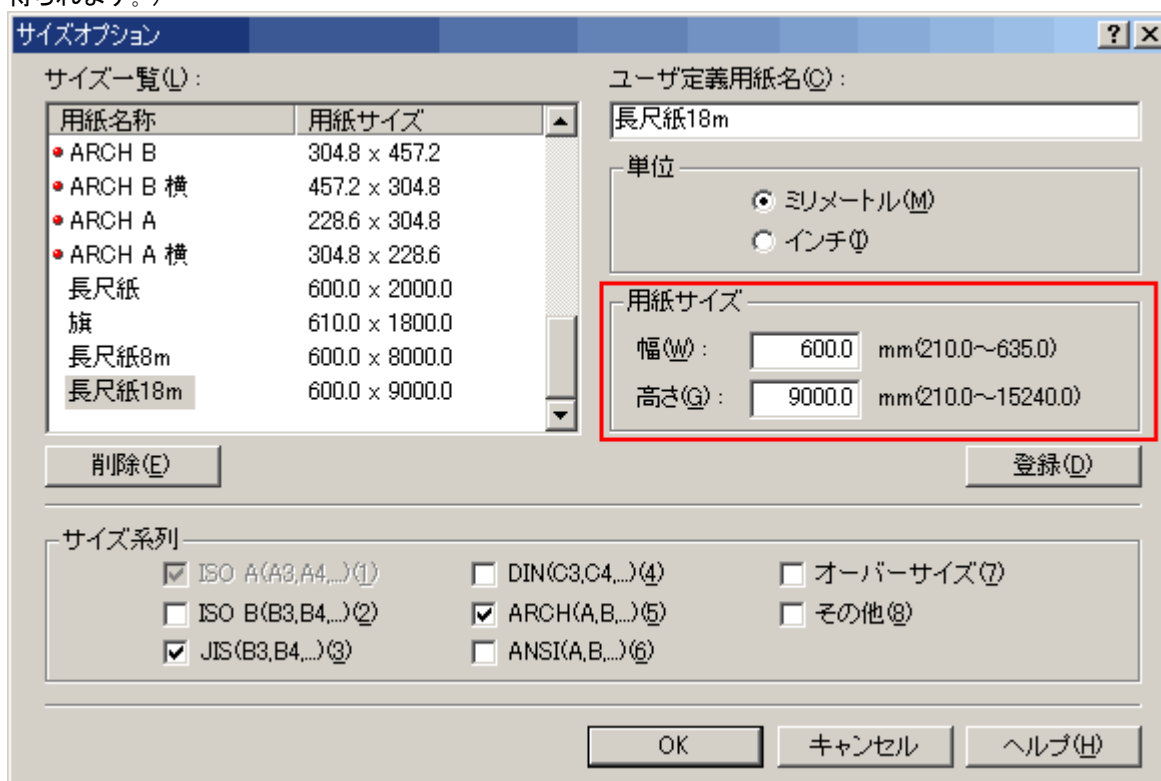 得られます。)
サイズオプション
サイズ一覧(L):
用紙名称 用紙サイズ
ARCH B 304.8 x 457.2
ARCH B 横 457.2 x 304.8
ARCH A 228.6 x 304.8
ARCH A 横 304.8 x 228.6
長尺紙 600.0 x 2000.0
旗 610.0 x 1800.0
長尺紙8m 600.0 x 8000.0
長尺紙18m 600.0 x 9000.0
削除(E)
ユーザ定義用紙名(C):
長尺紙18m
単位
ミリメートル(M)
インチ(I)
用紙サイズ
幅(W): 600.0 mm(210.0～635.0)
高さ(G): 9000.0 mm(210.0～15240.0)
登録(D)
サイズ系列
ISO A(A3,A4,...)(1) DIN(C3,C4,...)(4) オーバーサイズ(7)
ISO B(B3,B4,...)(2) ARCH(A,B,...)(5) その他(8)
JIS(B3,B4,...)(3) ANSI(A,B,...)(6)
OK キャンセル ヘルプ(H)